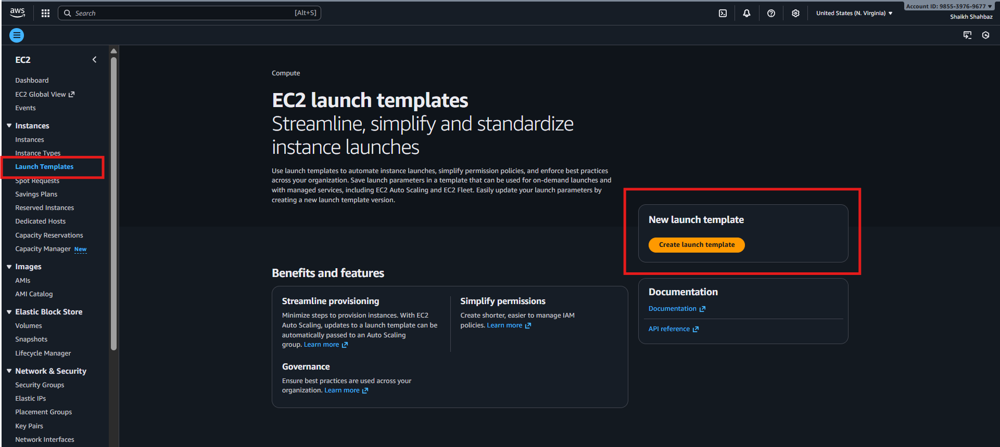 aws
Search
[Alt+S]
United States (N. Virginia)
Account ID: 9855-3976-9677
Shaikh Shahbaz
EC2
Dashboard
EC2 Global View
Events
Instances
Instances
Instance Types
Launch Templates
Spot Requests
Savings Plans
Reserved Instances
Dedicated Hosts
Capacity Reservations
Capacity Manager New
Images
AMIs
AMI Catalog
Elastic Block Store
Volumes
Snapshots
Lifecycle Manager
Network & Security
Security Groups
Elastic IPs
Placement Groups
Key Pairs
Network Interfaces
Compute
EC2 launch templates
Streamline, simplify and standardize
instance launches
Use launch templates to automate instance launches, simplify permission policies, and enforce best practices
across your organization. Save launch parameters in a template that can be used for on-demand launches and
with managed services, including EC2 Auto Scaling and EC2 Fleet. Easily update your launch parameters by
creating a new launch template version.
New launch template
Create launch template
Benefits and features
Streamline provisioning
Minimize steps to provision instances. With EC2
Auto Scaling, updates to a launch template can be
automatically passed to an Auto Scaling
group. Learn more
Simplify permissions
Create shorter, easier to manage IAM
policies. Learn more
Governance
Ensure best practices are used across your
organization. Learn more
Documentation
Documentation
API reference